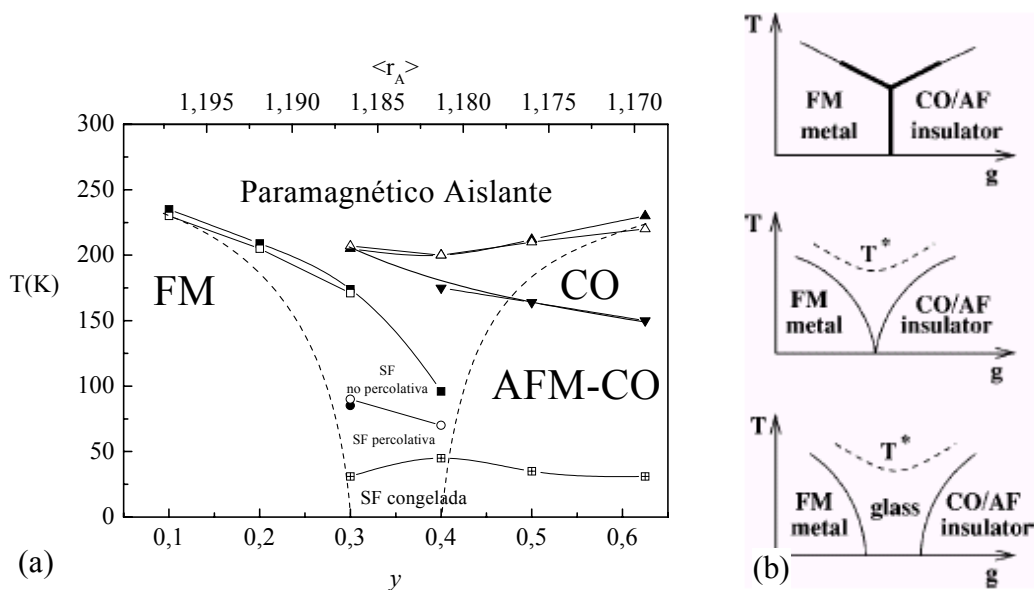 <r_A>
1,195 1,190 1,185 1,180 1,175 1,170
300
250
200
150
100
50
0
T(K)
Paramagnético Aislante
FM
CO
AFM-CO
SF
no percolativa
SF percolativa
SF congelada
0,1 0,2 0,3 0,4 0,5 0,6
y
(a)
T
FM
metal
CO/AF
insulator
g
T
T*
FM
metal
CO/AF
insulator
g
T
T*
FM
metal
glass
CO/AF
insulator
g
(b)